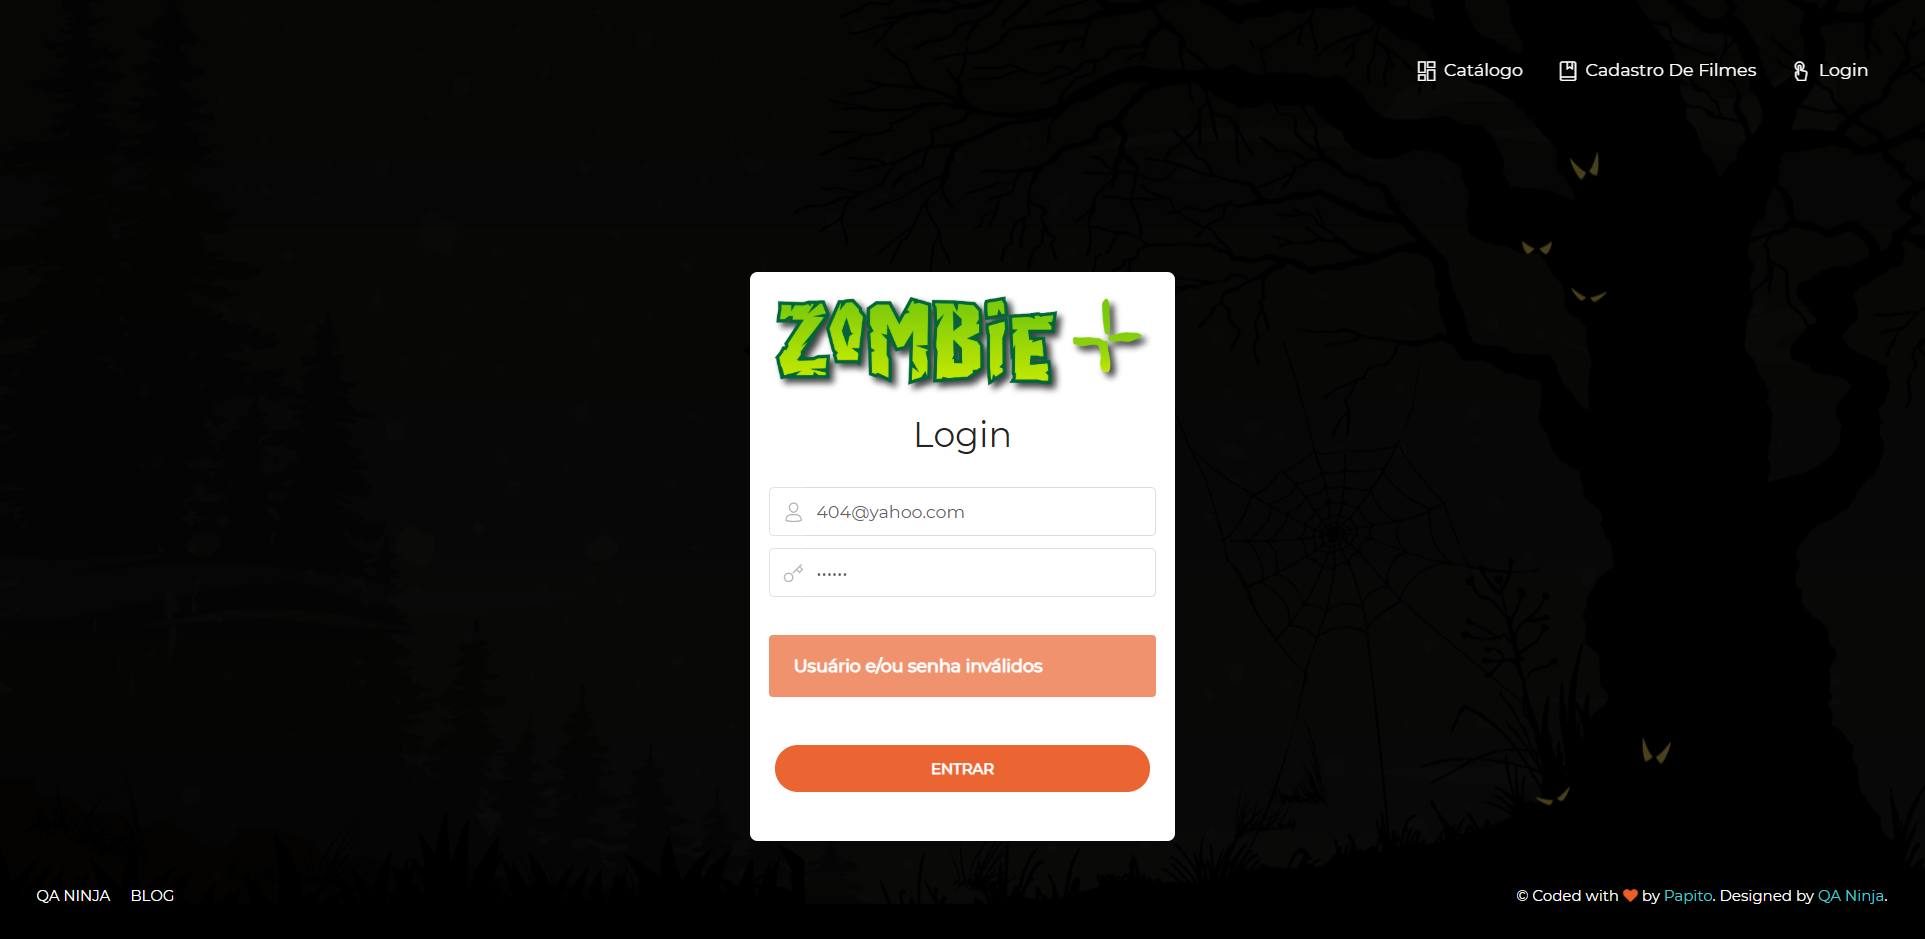 Catálogo Cadastro De Filmes Login
ZOMBIE +
Login
404@yahoo.com
••••••
Usuário e/ou senha inválidos
ENTRAR
QA NINJA BLOG
© Coded with ❤ by Papito. Designed by QA Ninja.